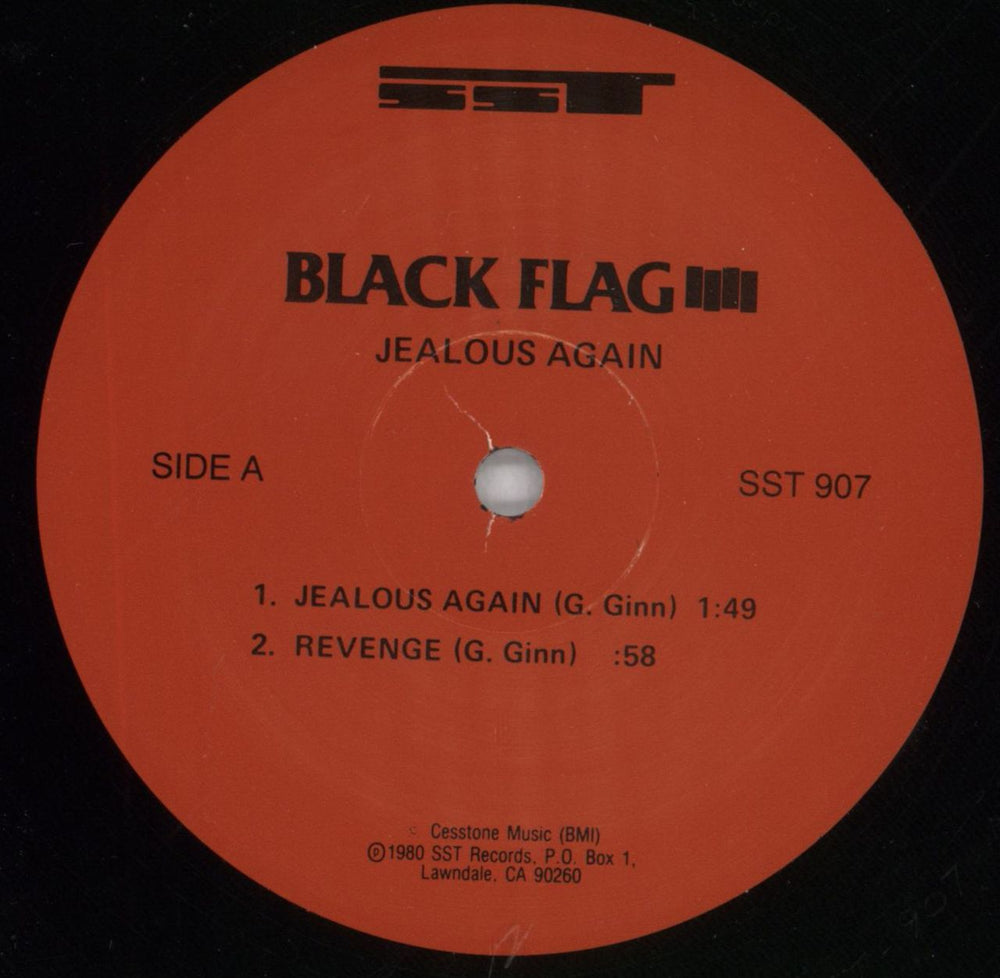 SST
BLACK FLAG
JEALOUS AGAIN
SIDE A
SST 907
1. JEALOUS AGAIN (G. Ginn) 1:49
2. REVENGE (G. Ginn) :58
Cesstone Music (BMI)
℗1980 SST Records, P.O. Box 1,
Lawndale, CA 90260